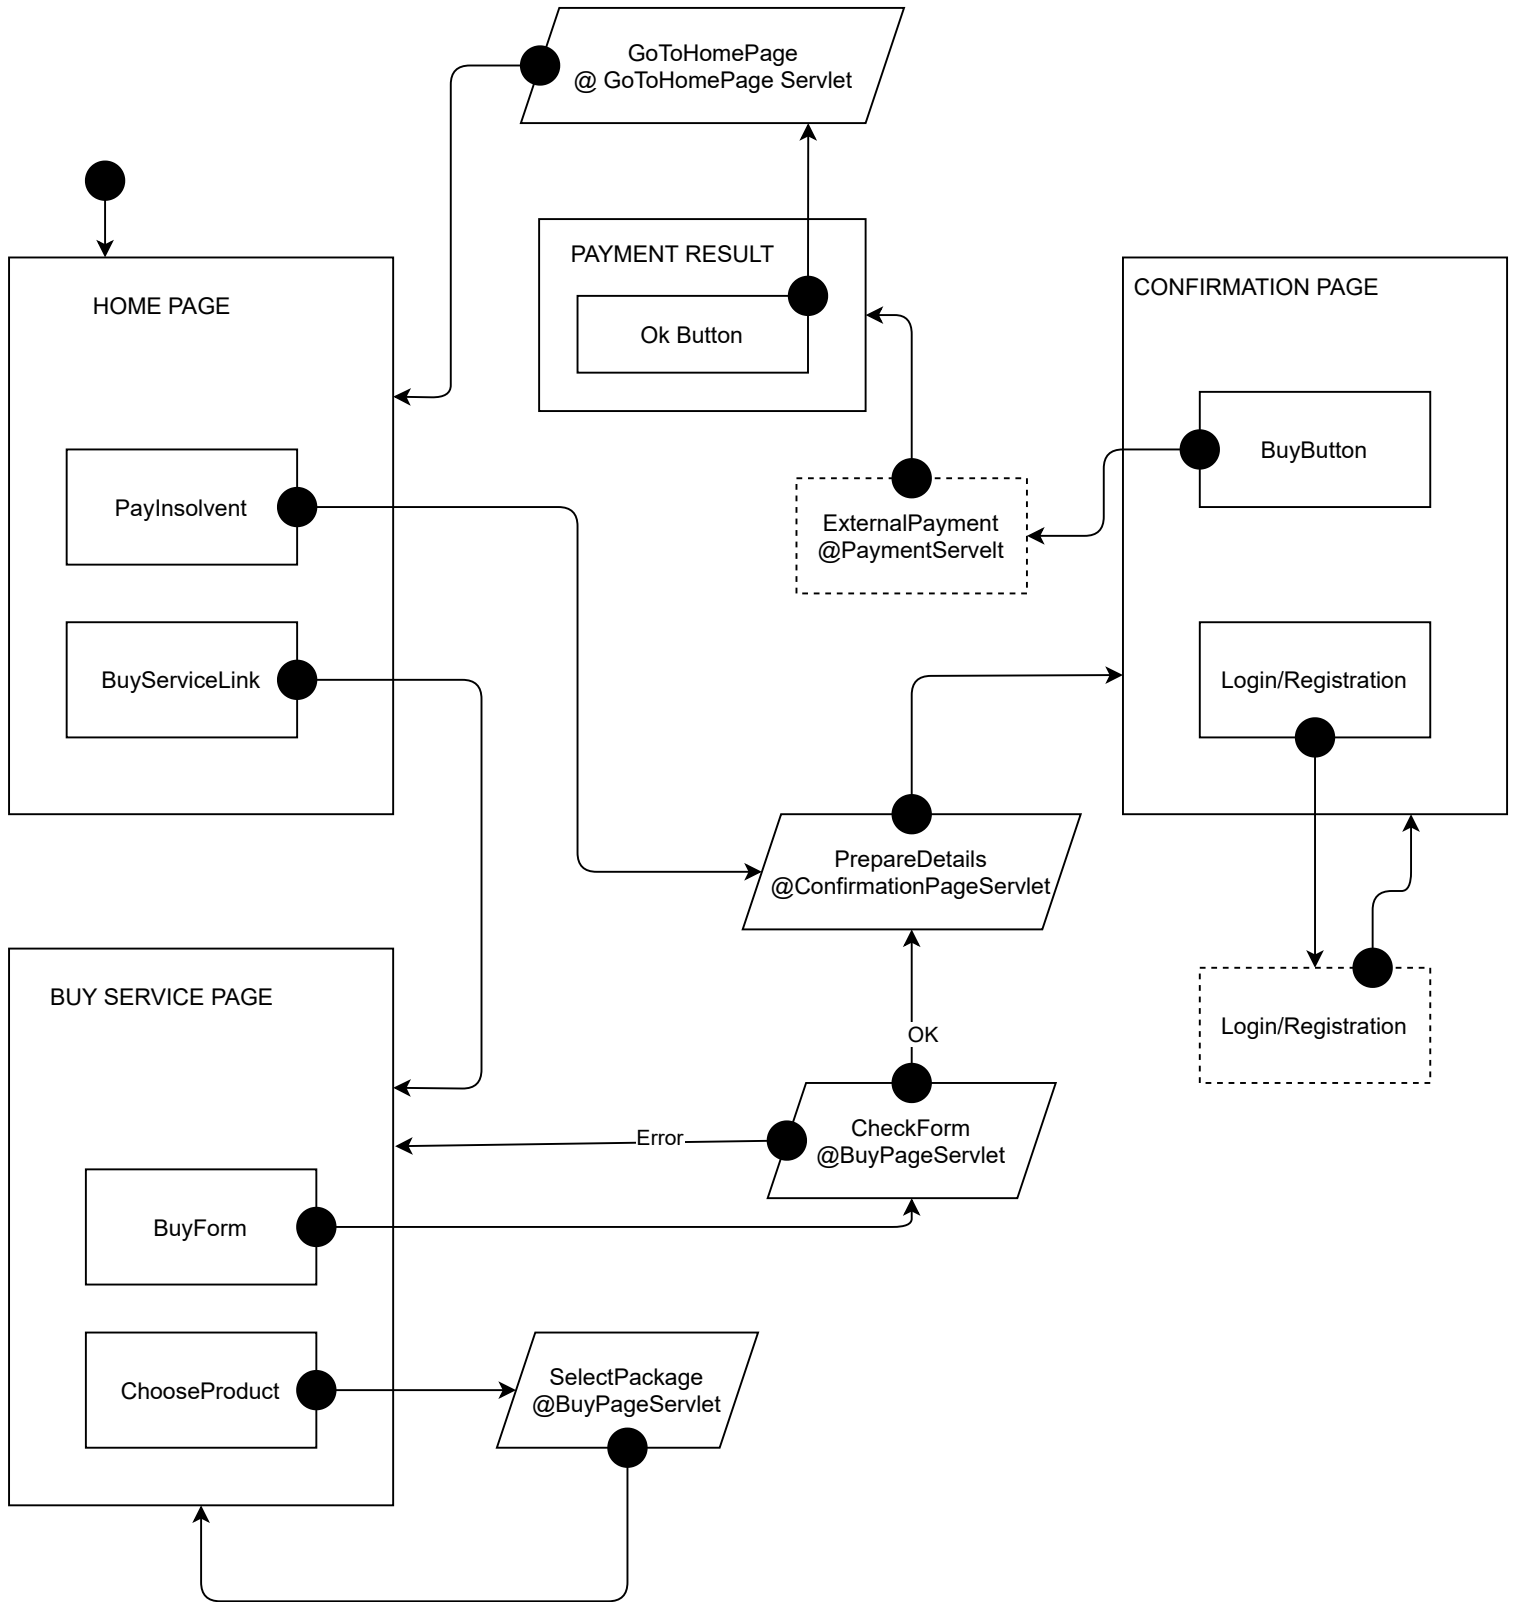 GoToHomePage
@ GoToHomePage Servlet
HOME PAGE
PayInsolvent
BuyServiceLink
PAYMENT RESULT
Ok Button
ExternalPayment
@PaymentServelt
CONFIRMATION PAGE
BuyButton
Login/Registration
PrepareDetails
@ConfirmationPageServlet
Login/Registration
OK
BUY SERVICE PAGE
Error
CheckForm
@BuyPageServlet
BuyForm
ChooseProduct
SelectPackage
@BuyPageServlet